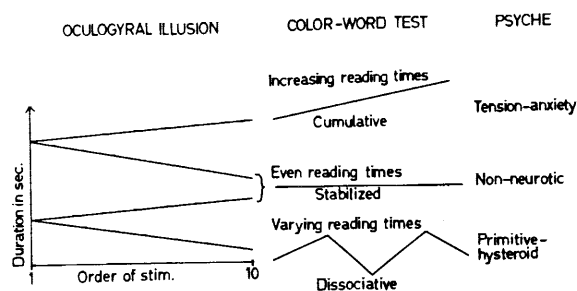 OCULOGYRAL ILLUSION
COLOR-WORD TEST
PSYCHE
Increasing reading times
Cumulative
Tension-anxiety
Even reading times
Stabilized
Non-neurotic
Varying reading times
Dissociative
Primitive-
hysteroid
Duration in sec.
1
Order of stim.
10